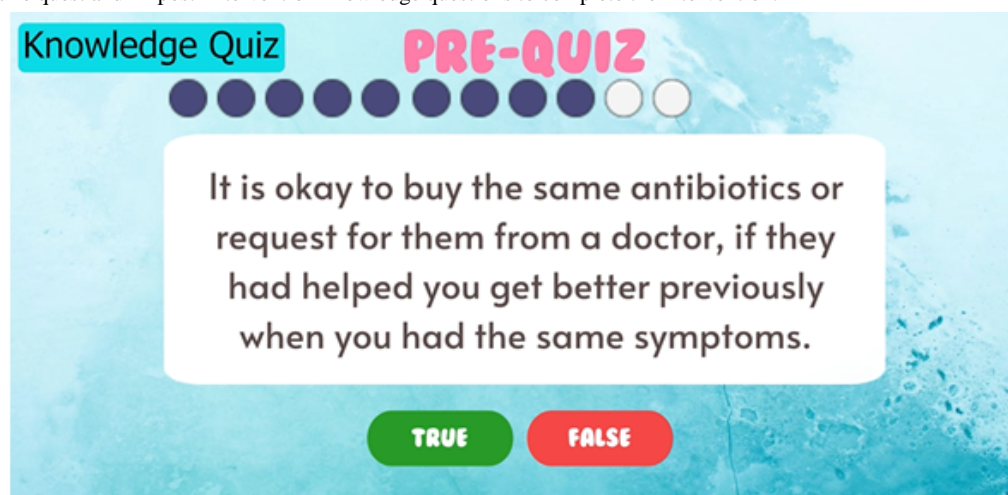 Knowledge Quiz
PRE-QUIZ
It is okay to buy the same antibiotics or
request for them from a doctor, if they
had helped you get better previously
when you had the same symptoms.
TRUE FALSE